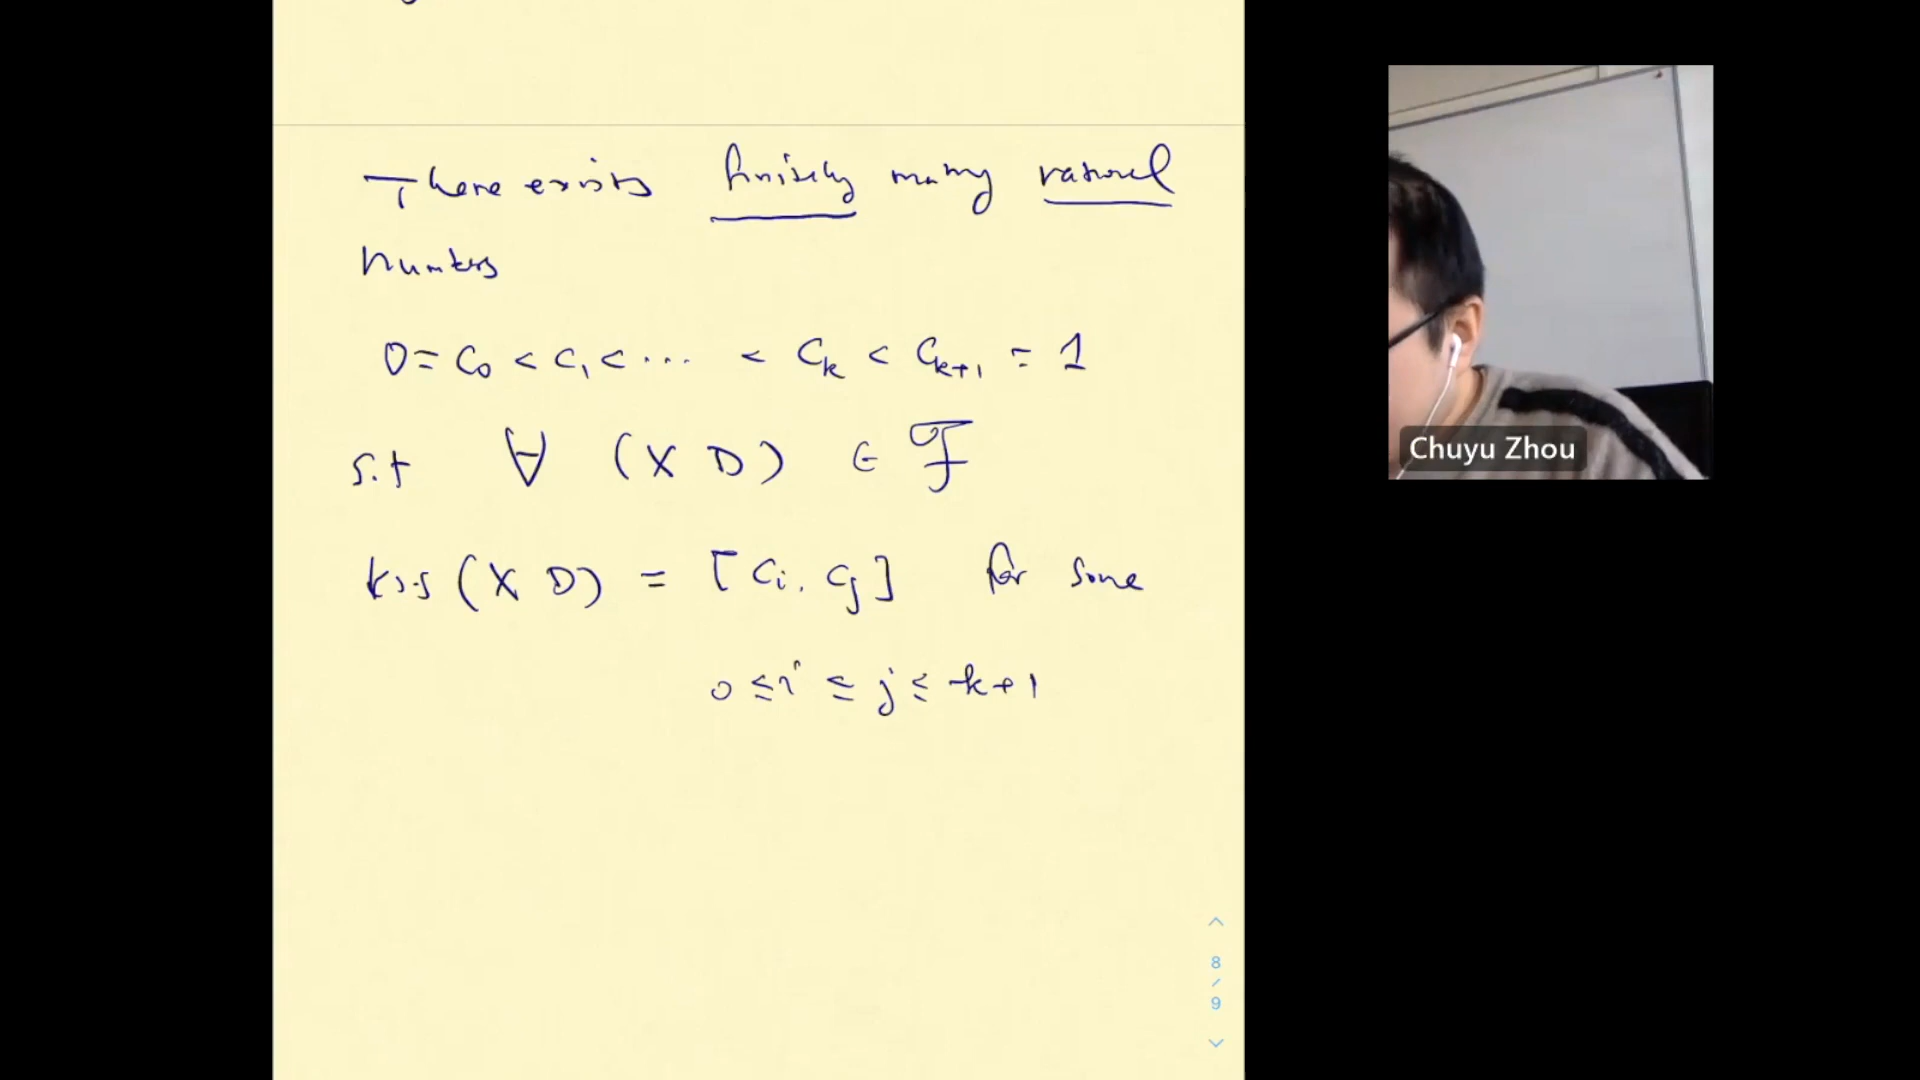 There exists finitely many rational
numbers
0 = C₀ < C₁ < ... < Cₖ < Cₖ₊₁ = 1
s.t ∀ (X D) ∈ ℱ
kss (X D) = [Cᵢ, Cⱼ] for some
0 ≤ i ≤ j ≤ k+1
Chuyu Zhou
8
/
9